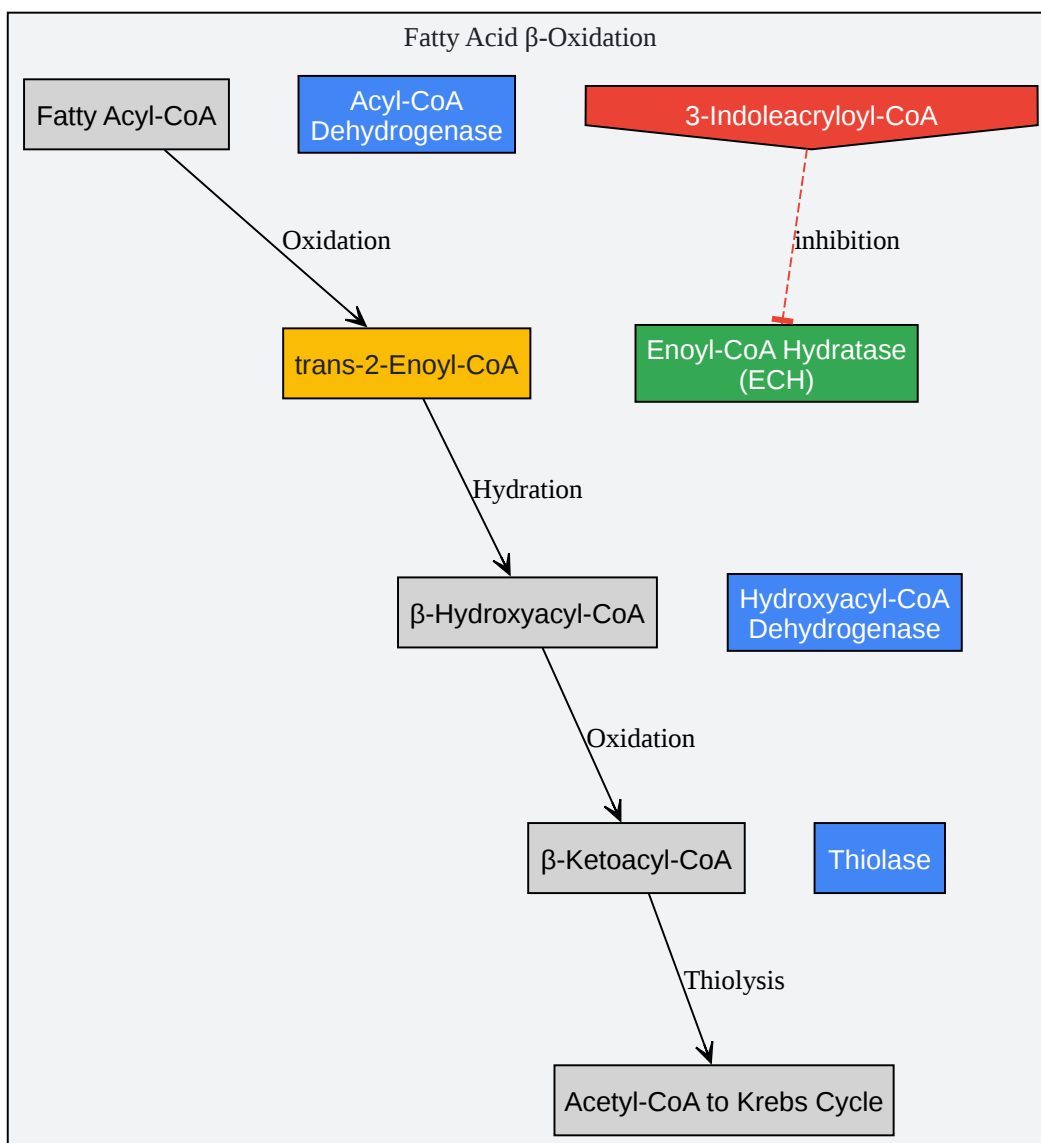 Fatty Acid β-Oxidation
Fatty Acyl-CoA
Acyl-CoA
Dehydrogenase
3-Indoleacryloyl-CoA
Oxidation
inhibition
trans-2-Enoyl-CoA
Enoyl-CoA Hydratase
(ECH)
Hydration
β-Hydroxyacyl-CoA
Hydroxyacyl-CoA
Dehydrogenase
Oxidation
β-Ketoacyl-CoA
Thiolase
Thiolysis
Acetyl-CoA to Krebs Cycle